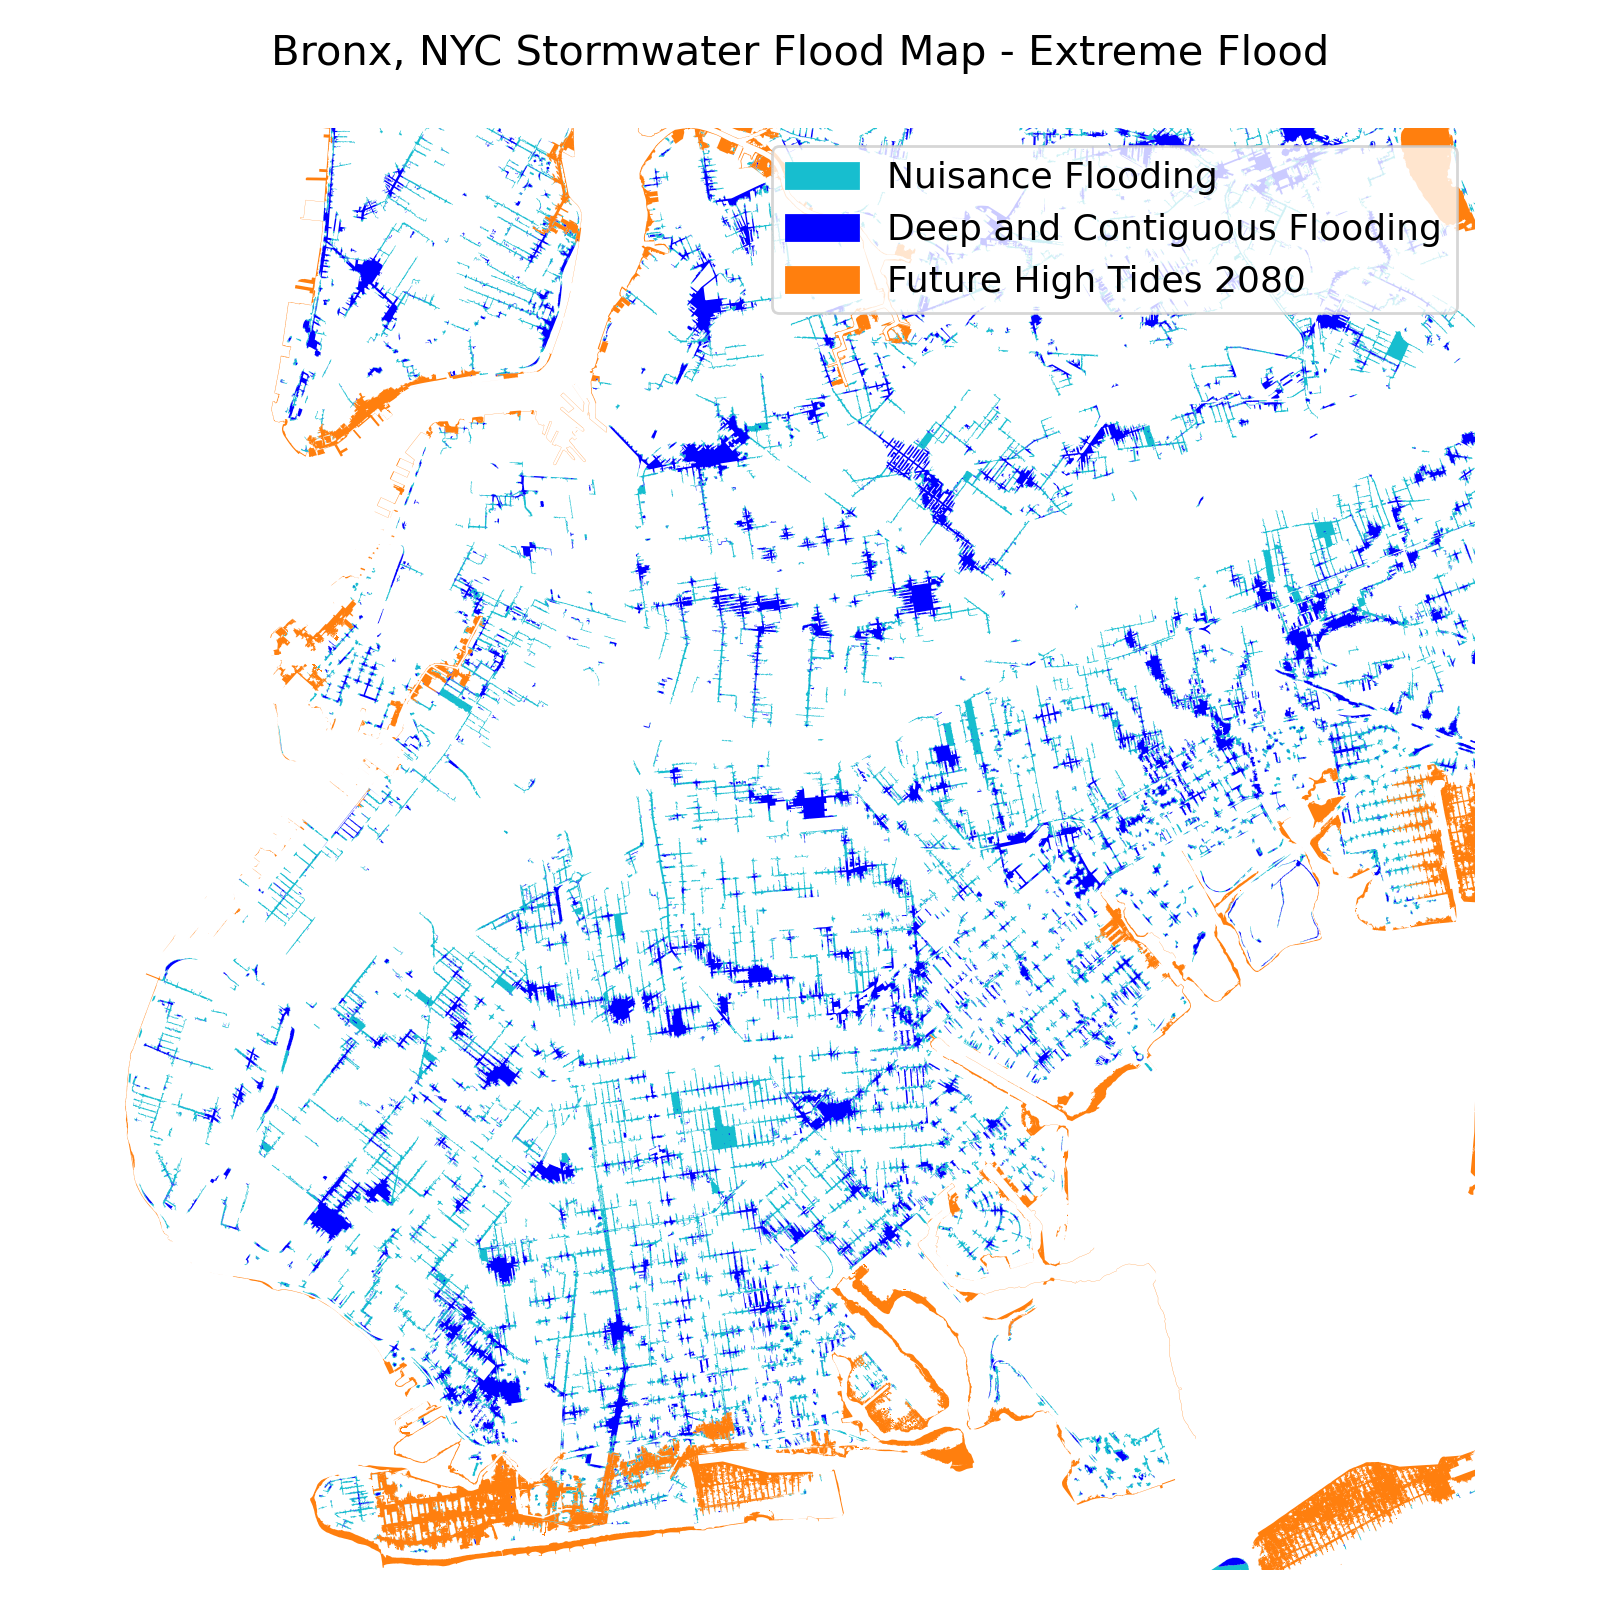 Bronx, NYC Stormwater Flood Map - Extreme Flood
Nuisance Flooding
Deep and Contiguous Flooding
Future High Tides 2080